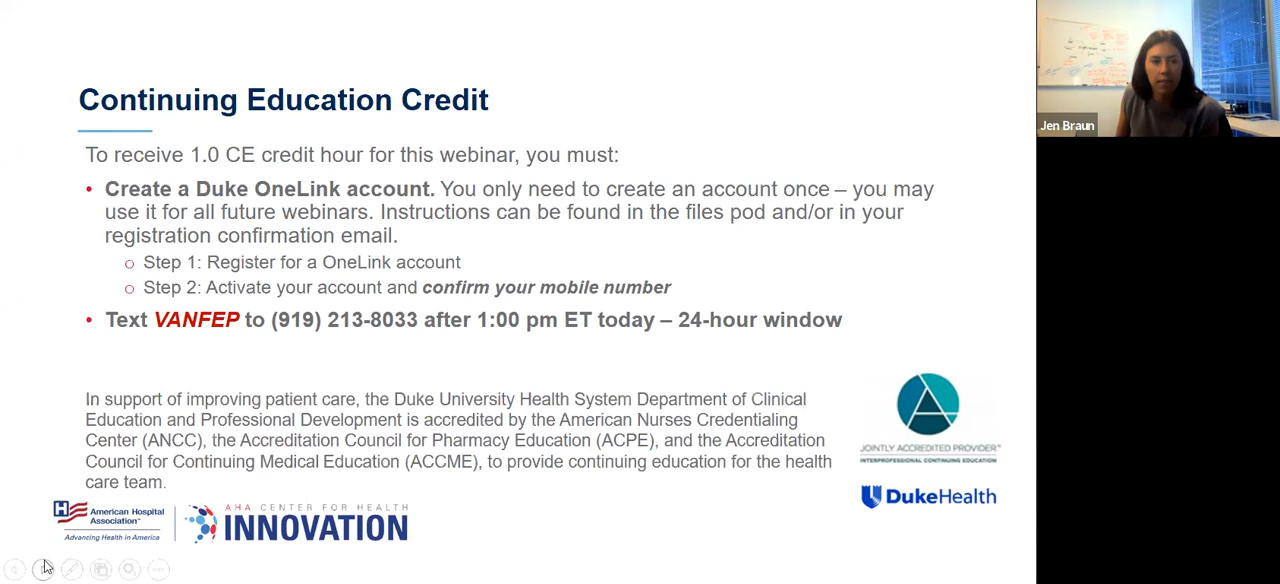 Continuing Education Credit
Jen Braun
To receive 1.0 CE credit hour for this webinar, you must:
• Create a Duke OneLink account. You only need to create an account once – you may
use it for all future webinars. Instructions can be found in the files pod and/or in your
registration confirmation email.
o Step 1: Register for a OneLink account
o Step 2: Activate your account and confirm your mobile number
• Text VANFEP to (919) 213-8033 after 1:00 pm ET today – 24-hour window
In support of improving patient care, the Duke University Health System Department of Clinical
Education and Professional Development is accredited by the American Nurses Credentialing
Center (ANCC), the Accreditation Council for Pharmacy Education (ACPE), and the Accreditation
Council for Continuing Medical Education (ACCME), to provide continuing education for the health
care team.
JOINTLY ACCREDITED PROVIDER™
INTERPROFESSIONAL CONTINUING EDUCATION
DukeHealth
American Hospital
Association™
Advancing Health in America
AHA CENTER FOR HEALTH
INNOVATION